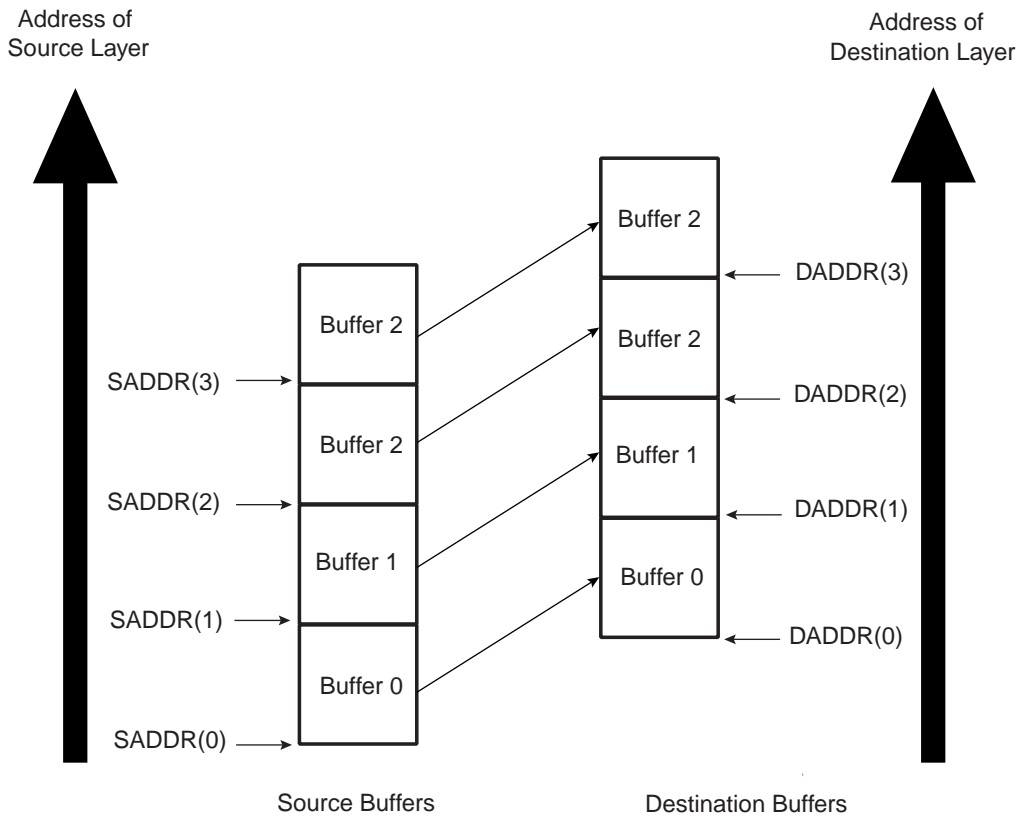 Address of
Source Layer
Address of
Destination Layer
Buffer 2
DADDR(3)
Buffer 2
Buffer 2
SADDR(3)
DADDR(2)
Buffer 2
Buffer 1
SADDR(2)
DADDR(1)
Buffer 1
Buffer 0
SADDR(1)
DADDR(0)
Buffer 0
SADDR(0)
Source Buffers
Destination Buffers